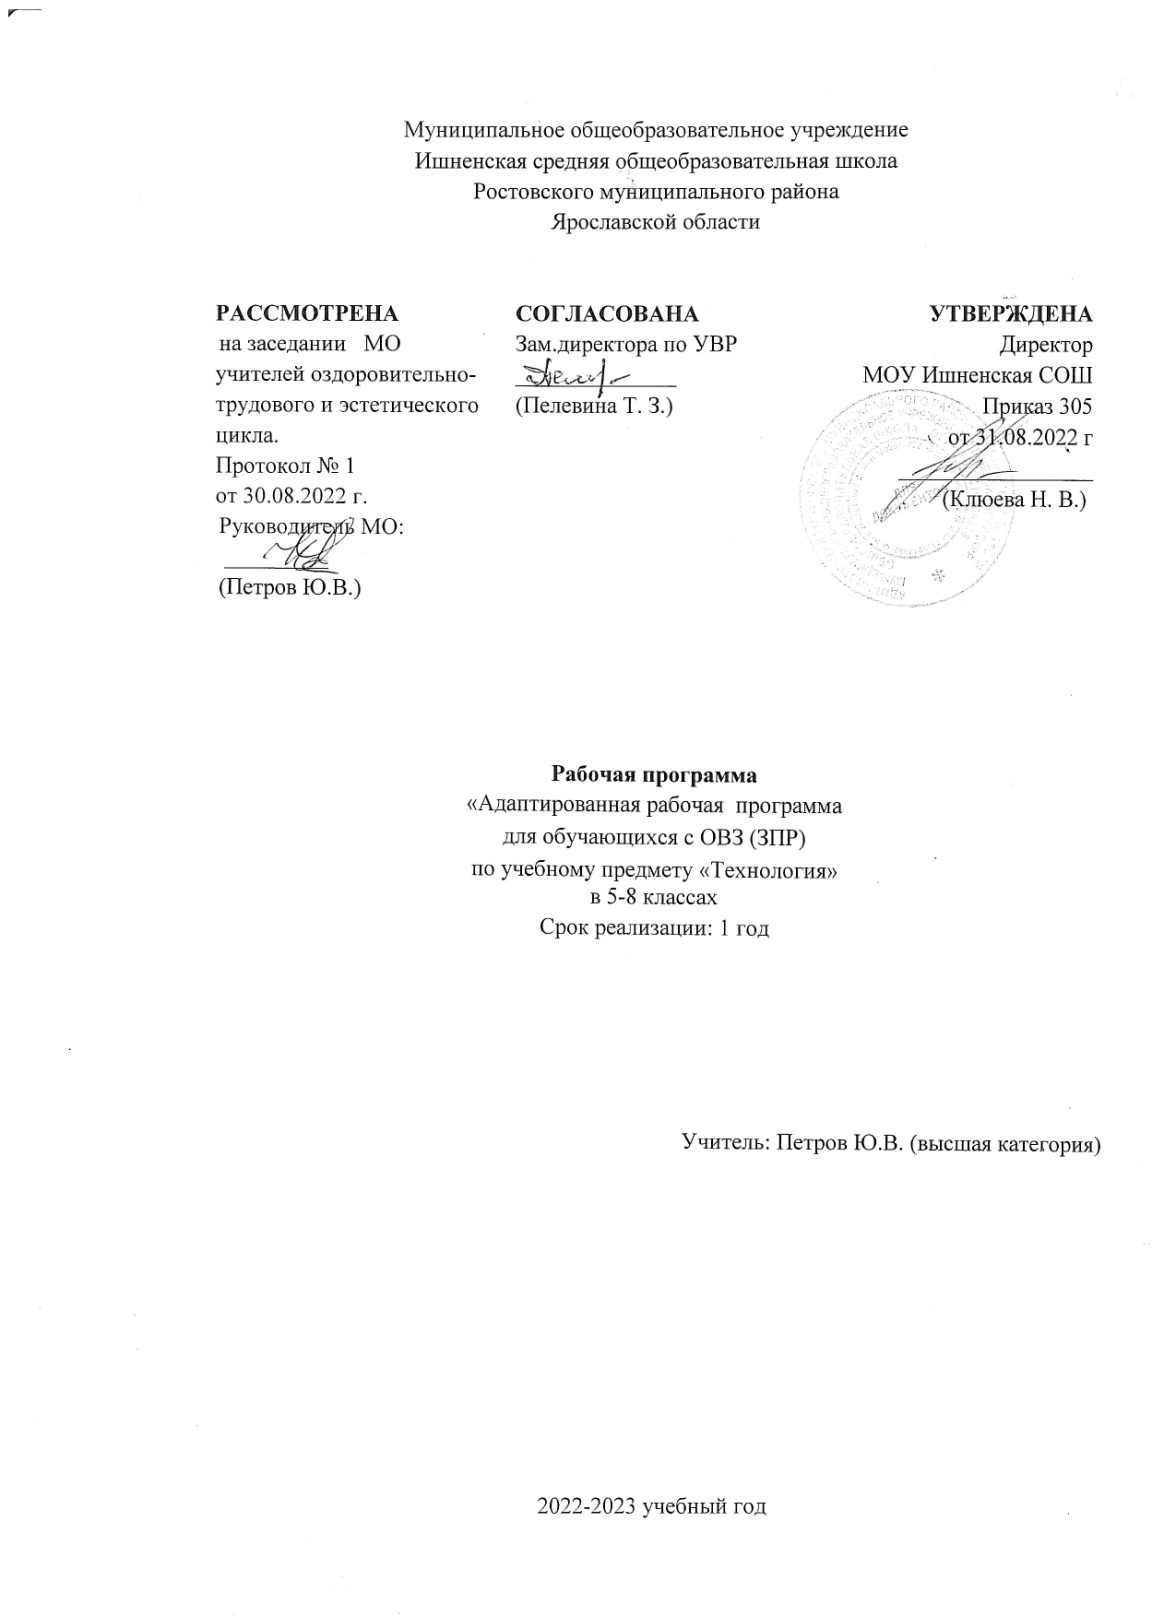 Муниципальное общеобразовательное учреждение
Ишненская средняя общеобразовательная школа
Ростовского муниципального района
Ярославской области
РАССМОТРЕНА
на заседании МО
учителей оздоровительно-
трудового и эстетического
цикла.
Протокол № 1
от 30.08.2022 г.
Руководитель МО:
(Петров Ю.В.)
СОГЛАСОВАНА
Зам.директора по УВР
(Пелевина Т. З.)
УТВЕРЖДЕНА
Директор
МОУ Ишненская СОШ
Приказ 305
от 31.08.2022 г
(Клюева Н. В.)
Рабочая программа
«Адаптированная рабочая программа
для обучающихся с ОВЗ (ЗПР)
по учебному предмету «Технология»
в 5-8 классах
Срок реализации: 1 год
Учитель: Петров Ю.В. (высшая категория)
2022-2023 учебный год